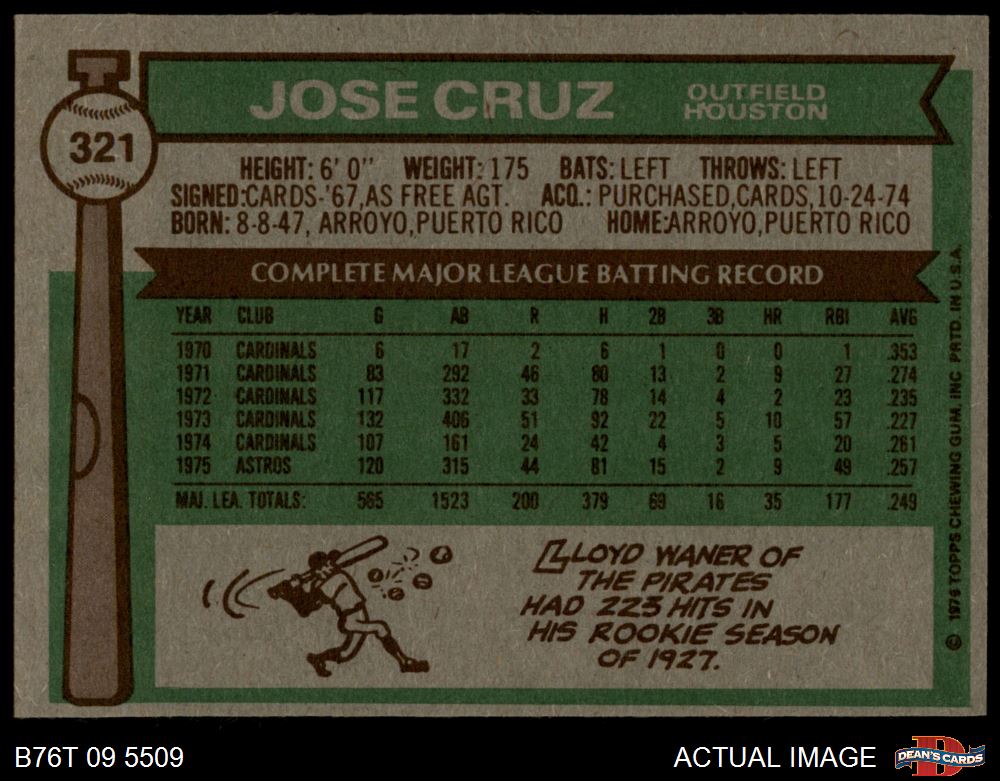 321
JOSE CRUZ OUTFIELD HOUSTON
HEIGHT: 6' 0" WEIGHT: 175 BATS: LEFT THROWS: LEFT
SIGNED:CARDS-'67,AS FREE AGT. ACQ.: PURCHASED,CARDS,10-24-74
BORN: 8-8-47, ARROYO,PUERTO RICO HOME:ARROYO,PUERTO RICO
COMPLETE MAJOR LEAGUE BATTING RECORD
YEAR CLUB G AB R H 2B 3B HR RBI AVG
1970 CARDINALS 6 17 2 6 1 0 0 1 .353
1971 CARDINALS 83 292 46 80 13 2 9 27 .274
1972 CARDINALS 117 332 33 78 14 4 2 23 .235
1973 CARDINALS 132 406 51 92 22 5 10 57 .227
1974 CARDINALS 107 161 24 42 4 3 5 20 .261
1975 ASTROS 120 315 44 81 15 2 9 49 .257
MAJ. LEA. TOTALS: 565 1523 200 379 69 16 35 177 .249
LLOYD WANER OF
THE PIRATES
HAD 223 HITS IN
HIS ROOKIE SEASON
OF 1927.
© 1976 TOPPS CHEWING GUM, INC PRTD. IN U.S.A.
B76T 09 5509 ACTUAL IMAGE D DEAN'S CARDS